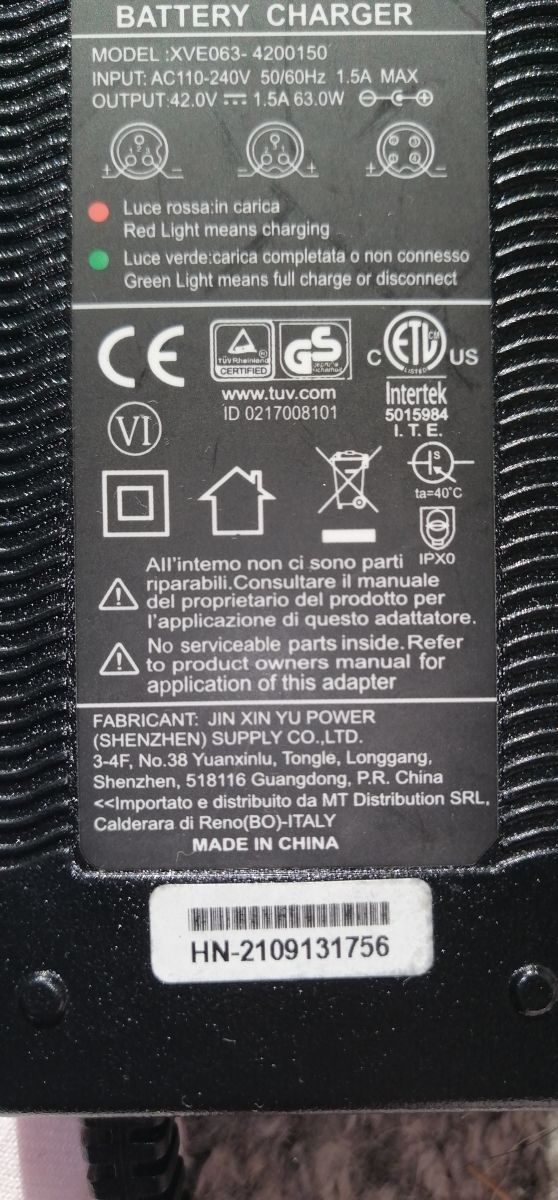 BATTERY CHARGER
MODEL :XVE063- 4200150
INPUT: AC110-240V 50/60Hz 1.5A MAX
OUTPUT:42.0V ⎓ 1.5A 63.0W
Luce rossa:in carica
Red Light means charging
Luce verde:carica completata o non connesso
Green Light means full charge or disconnect
CE
TÜVRheinland
CERTIFIED
GS
geprüfte
Sicherheit
C ETL CM US
LISTED
www.tuv.com
ID 0217008101
Intertek
5015984
I. T. E.
VI
S
ta=40°C
IPX0
All'intemo non ci sono parti
riparabili.Consultare il manuale
del proprietario del prodotto per
l'applicazione di questo adattatore.
No serviceable parts inside.Refer
to product owners manual for
application of this adapter
FABRICANT: JIN XIN YU POWER
(SHENZHEN) SUPPLY CO.,LTD.
3-4F, No.38 Yuanxinlu, Tongle, Longgang,
Shenzhen, 518116 Guangdong, P.R. China
<<Importato e distribuito da MT Distribution SRL,
Calderara di Reno(BO)-ITALY
MADE IN CHINA
HN-2109131756